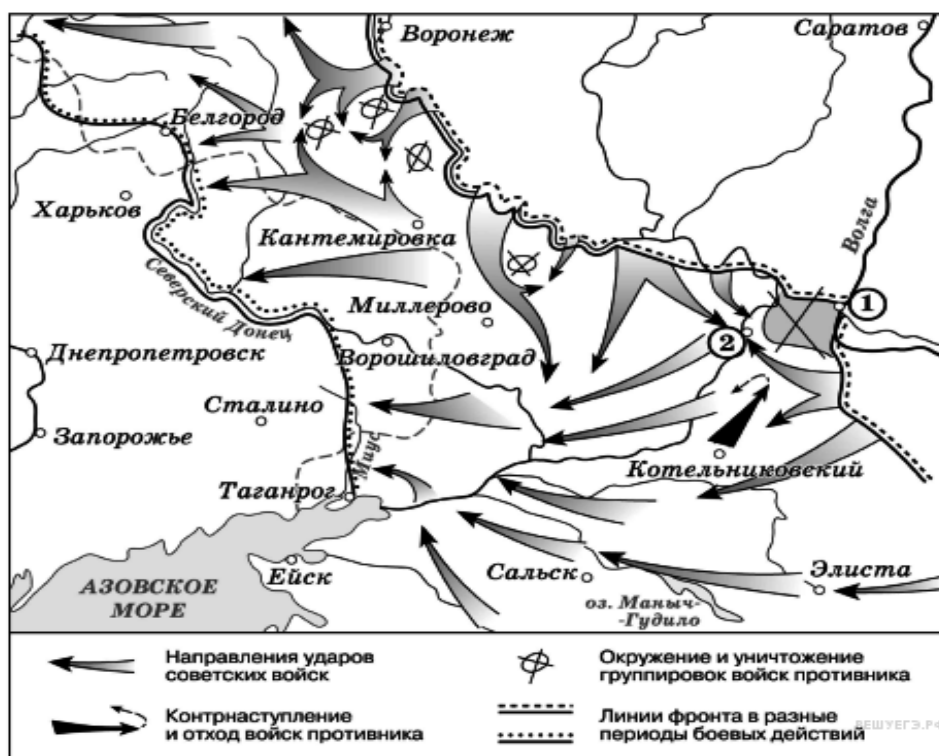 Воронеж
Саратов
Белгород
Волга
Харьков
Кантемировка
Северский Донец
Миллерово
1
2
Днепропетровск
Ворошиловград
Сталино
Запорожье
Миус
Котельниковский
Таганрог
Ейск
Сальск
Элиста
АЗОВСКОЕ
МОРЕ
оз. Маныч-
-Гудило
Направления ударов
советских войск
Окружение и уничтожение
группировок войск противника
Контрнаступление
и отход войск противника
Линии фронта в разные
периоды боевых действий
РЕШУЕГЭ.РФ